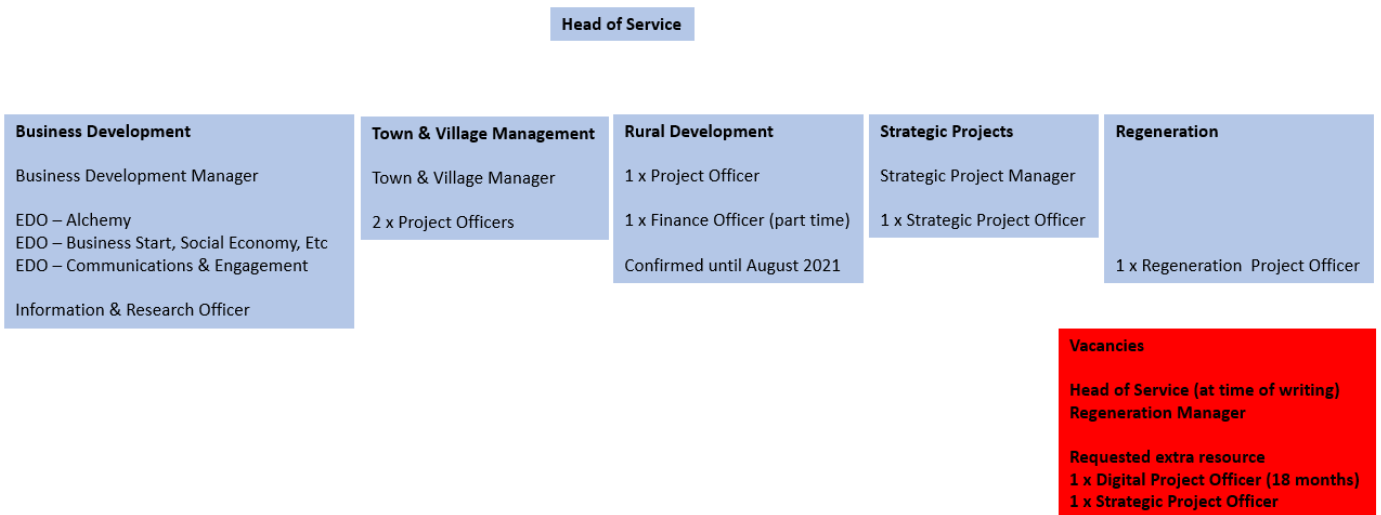 Head of Service
Business Development
Business Development Manager
EDO – Alchemy
EDO – Business Start, Social Economy, Etc
EDO – Communications & Engagement
Information & Research Officer
Town & Village Management
Town & Village Manager
2 x Project Officers
Rural Development
1 x Project Officer
1 x Finance Officer (part time)
Confirmed until August 2021
Strategic Projects
Strategic Project Manager
1 x Strategic Project Officer
Regeneration
1 x Regeneration  Project Officer
Vacancies
Head of Service (at time of writing)
Regeneration Manager
Requested extra resource
1 x Digital Project Officer (18 months)
1 x Strategic Project Officer